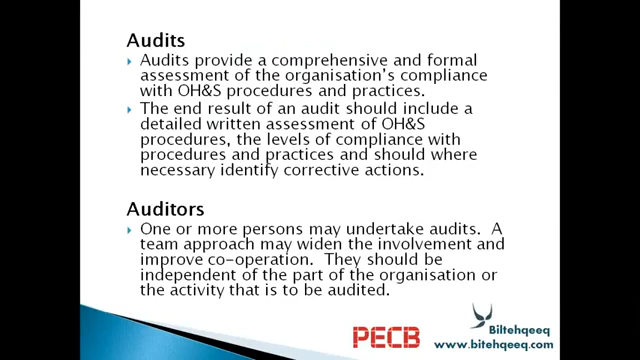 Audits
Audits provide a comprehensive and formal
assessment of the organisation's compliance
with OH&S procedures and practices.
The end result of an audit should include a
detailed written assessment of OH&S
procedures, the levels of compliance with
procedures and practices and should where
necessary identify corrective actions.
Auditors
One or more persons may undertake audits. A
team approach may widen the involvement and
improve co-operation. They should be
independent of the part of the organisation or
the activity that is to be audited.
PECB
Biltehqeeq
www.bitehqeeq.com